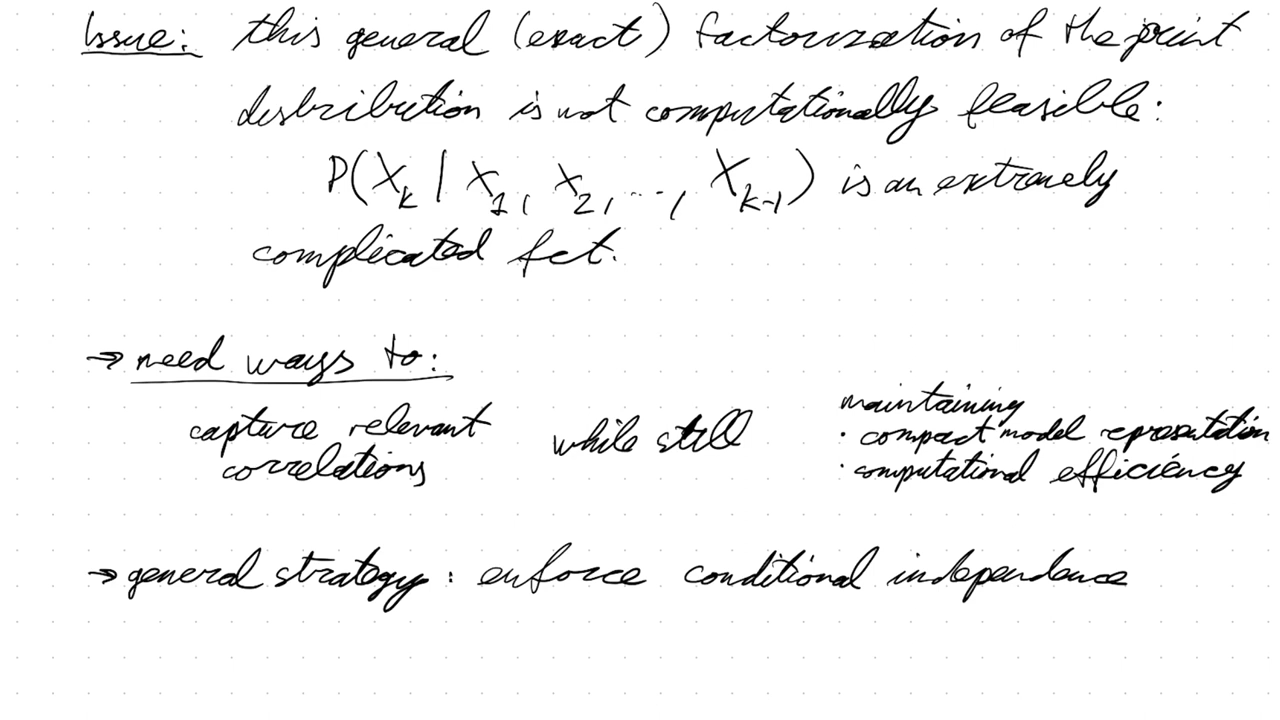 Issue: this general (exact) factorization of the joint
distribution is not computationally feasible:
P(X_k | X_1, X_2, ..., X_{k-1}) is an extremely
complicated fct.
→ need ways to:
capture relevant
correlations
while still
maintaining
· compact model representation
· computational efficiency
→ general strategy: enforce conditional independence